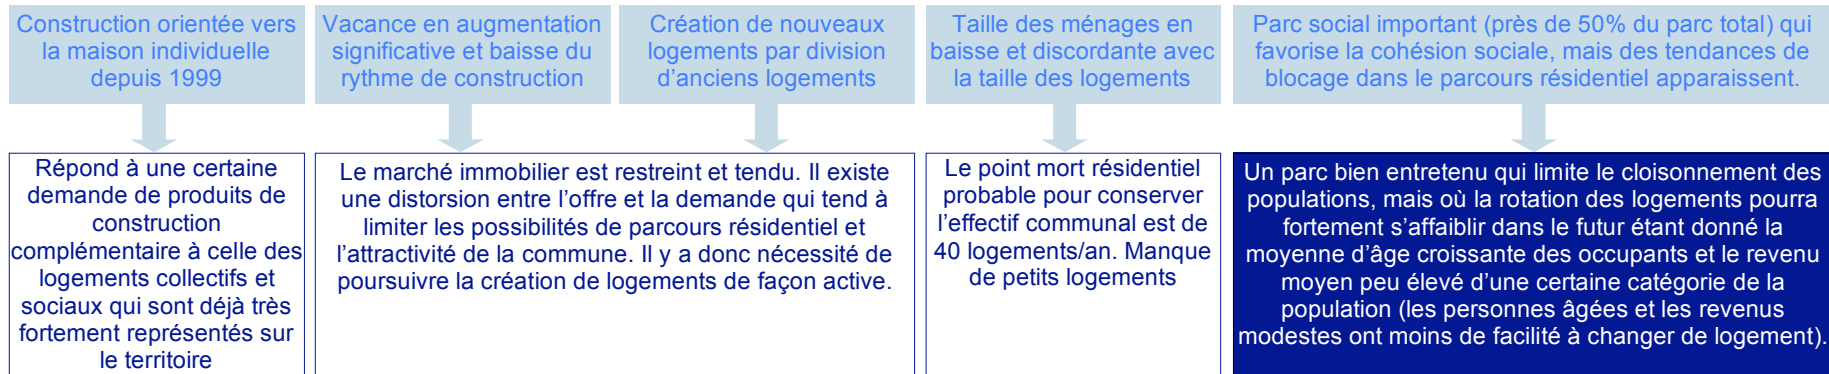 Construction orientée vers
la maison individuelle
depuis 1999
Vacance en augmentation
significative et baisse du
rythme de construction
Création de nouveaux
logements par division
d’anciens logements
Taille des ménages en
baisse et discordante avec
la taille des logements
Parc social important (près de 50% du parc total) qui
favorise la cohésion sociale, mais des tendances de
blocage dans le parcours résidentiel apparaissent.
Répond à une certaine
demande de produits de
construction
complémentaire à celle des
logements collectifs et
sociaux qui sont déjà très
fortement représentés sur
le territoire
Le marché immobilier est restreint et tendu. Il existe
une distorsion entre l’offre et la demande qui tend à
limiter les possibilités de parcours résidentiel et
l’attractivité de la commune. Il y a donc nécessité de
poursuivre la création de logements de façon active.
Le point mort résidentiel
probable pour conserver
l’effectif communal est de
40 logements/an. Manque
de petits logements
Un parc bien entretenu qui limite le cloisonnement des
populations, mais où la rotation des logements pourra
fortement s’affaiblir dans le futur étant donné la
moyenne d’âge croissante des occupants et le revenu
moyen peu élevé d’une certaine catégorie de la
population (les personnes âgées et les revenus
modestes ont moins de facilité à changer de logement).